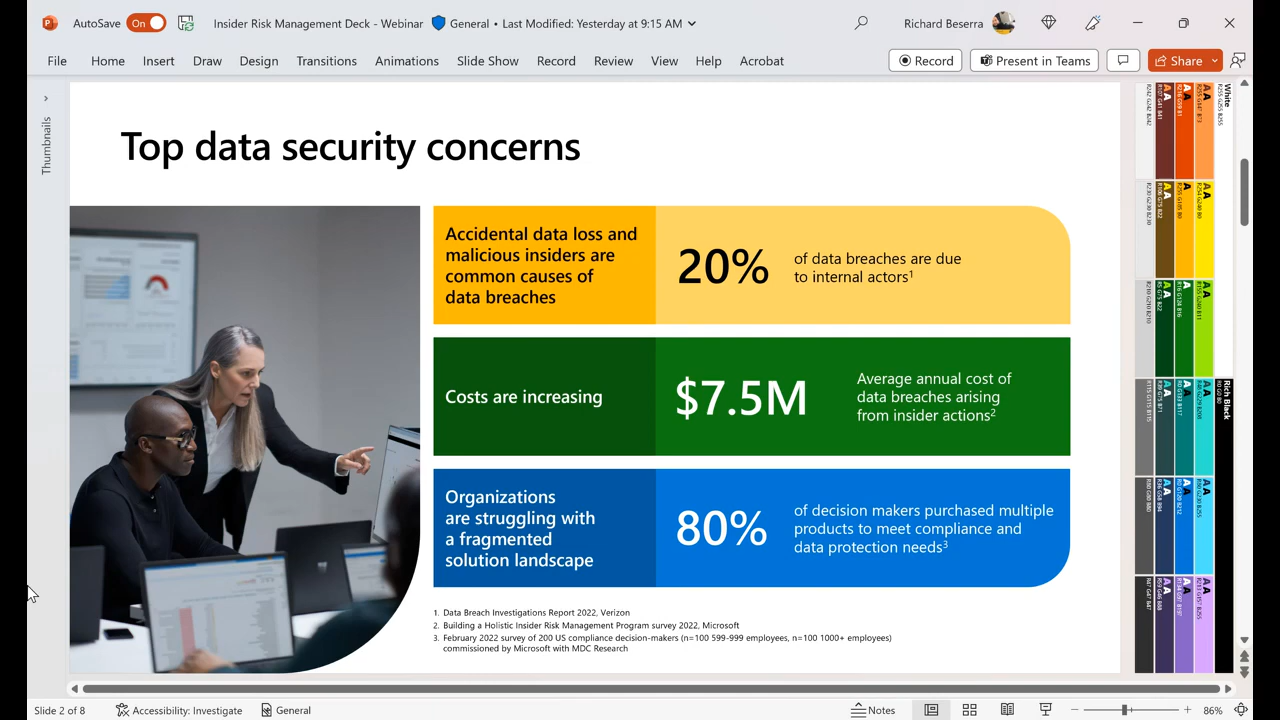 AutoSave On Insider Risk Management Deck - Webinar General • Last Modified: Yesterday at 9:15 AM Richard Beserra
File Home Insert Draw Design Transitions Animations Slide Show Record Review View Help Acrobat Record Present in Teams Share
Thumbnails
Top data security concerns
Accidental data loss and
malicious insiders are
common causes of
data breaches
20%
of data breaches are due
to internal actors¹
Costs are increasing
$7.5M
Average annual cost of
data breaches arising
from insider actions²
Organizations
are struggling with
a fragmented
solution landscape
80%
of decision makers purchased multiple
products to meet compliance and
data protection needs³
1. Data Breach Investigations Report 2022, Verizon
2. Building a Holistic Insider Risk Management Program survey 2022, Microsoft
3. February 2022 survey of 200 US compliance decision-makers (n=100 599-999 employees, n=100 1000+ employees)
commissioned by Microsoft with MDC Research
White
Rich Black
Slide 2 of 8 Accessibility: Investigate General Notes 86%